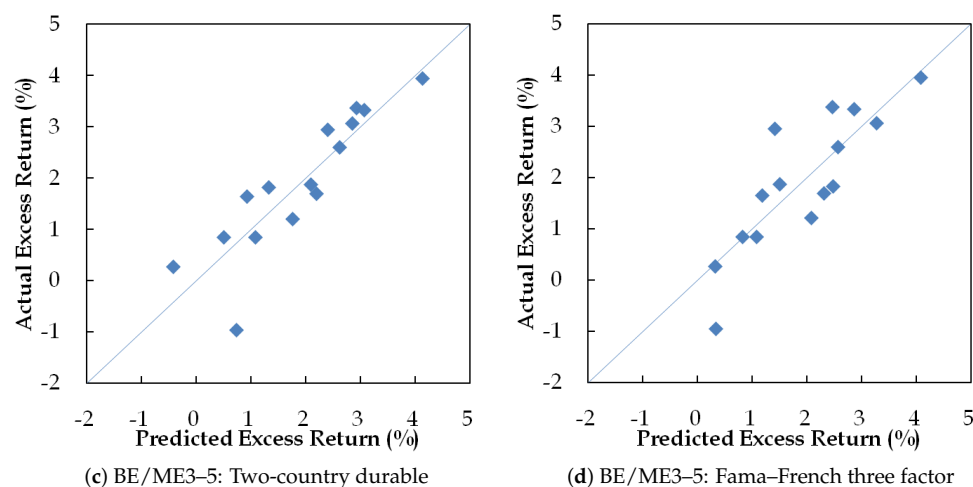 5
4
3
2
1
0
-1
-2
-2 -1 0 1 2 3 4 5
Actual Excess Return (%)
Predicted Excess Return (%)
(c) BE/ME3–5: Two-country durable
5
4
3
2
1
0
-1
-2
-2 -1 0 1 2 3 4 5
Actual Excess Return (%)
Predicted Excess Return (%)
(d) BE/ME3–5: Fama–French three factor